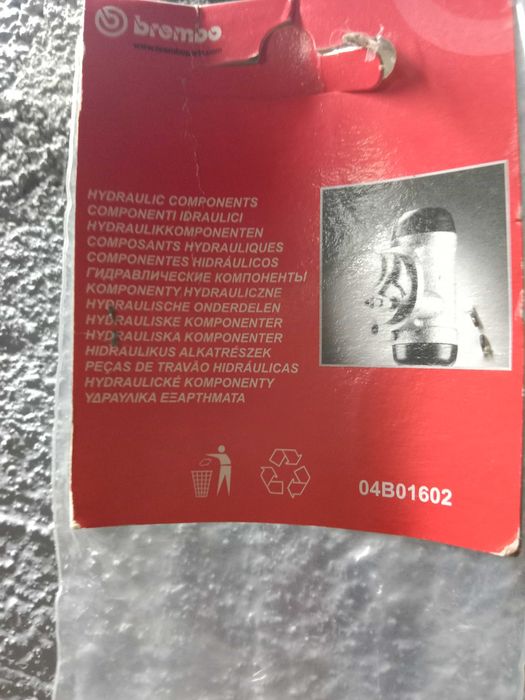 brembo
HYDRAULIC COMPONENTS
COMPONENTI IDRAULICI
HYDRAULIKKOMPONENTEN
COMPOSANTS HYDRAULIQUES
COMPONENTES HIDRÁULICOS
ГИДРАВЛИЧЕСКИЕ КОМПОНЕНТЫ
KOMPONENTY HYDRAULICZNE
HYDRAULISCHE ONDERDELEN
HYDRAULISKE KOMPONENTER
HYDRAULISKA KOMPONENTER
HIDRAULIKUS ALKATRÉSZEK
PEÇAS DE TRAVÃO HIDRÁULICAS
HYDRAULICKÉ KOMPONENTY
ΥΔΡΑΥΛΙΚΑ ΕΞΑΡΤΗΜΑΤΑ
04B01602